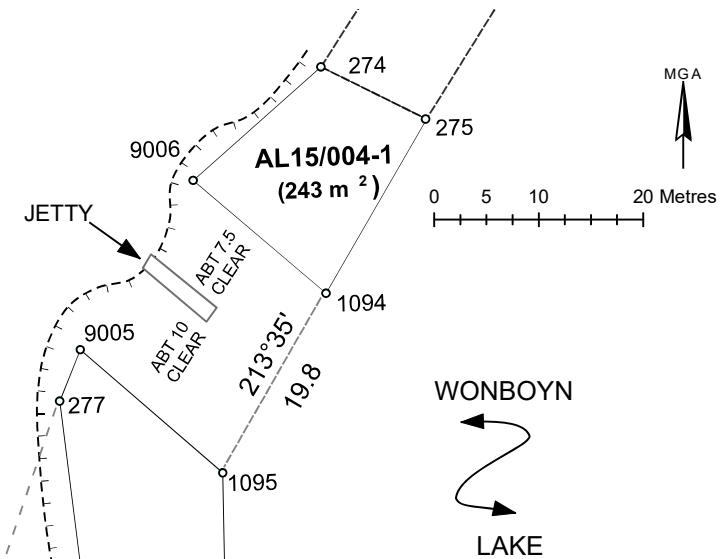 274
MGA
275
9006
AL15/004-1
(243 m ²)
0 5 10 20 Metres
JETTY
ABT 7.5
CLEAR
1094
ABT 10
CLEAR
9005
213°35'
19.8
WONBOYN
277
1095
LAKE